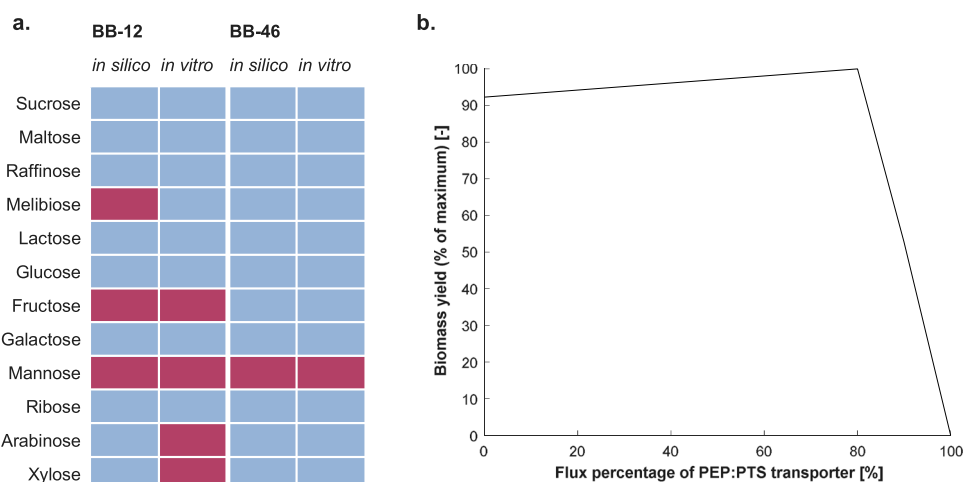 a.
BB-12 BB-46
in silico in vitro in silico in vitro
Sucrose
Maltose
Raffinose
Melibiose
Lactose
Glucose
Fructose
Galactose
Mannose
Ribose
Arabinose
Xylose
b.
Biomass yield (% of maximum) [-]
100
90
80
70
60
50
40
30
20
10
0
0 20 40 60 80 100
Flux percentage of PEP:PTS transporter [%]